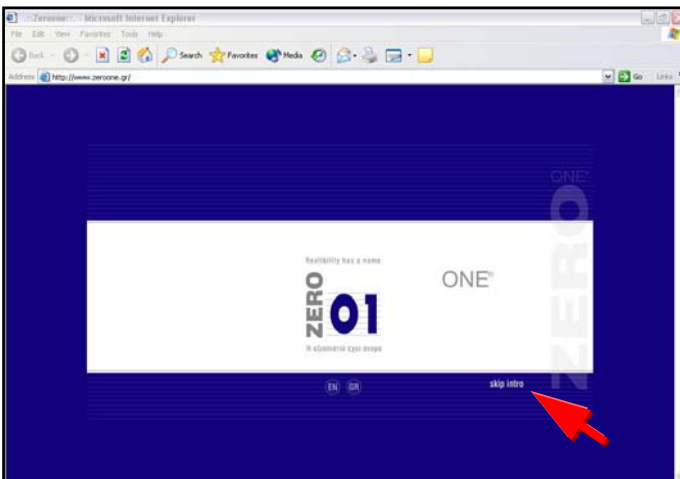 .::Zeroone::. - Microsoft Internet Explorer
File Edit View Favorites Tools Help
Back Search Favorites Media
Address http://www.zeroone.gr/ Go Links
ONE®
ZERO
has a name
ONE®
ZERO
01
EN GR
skip intro